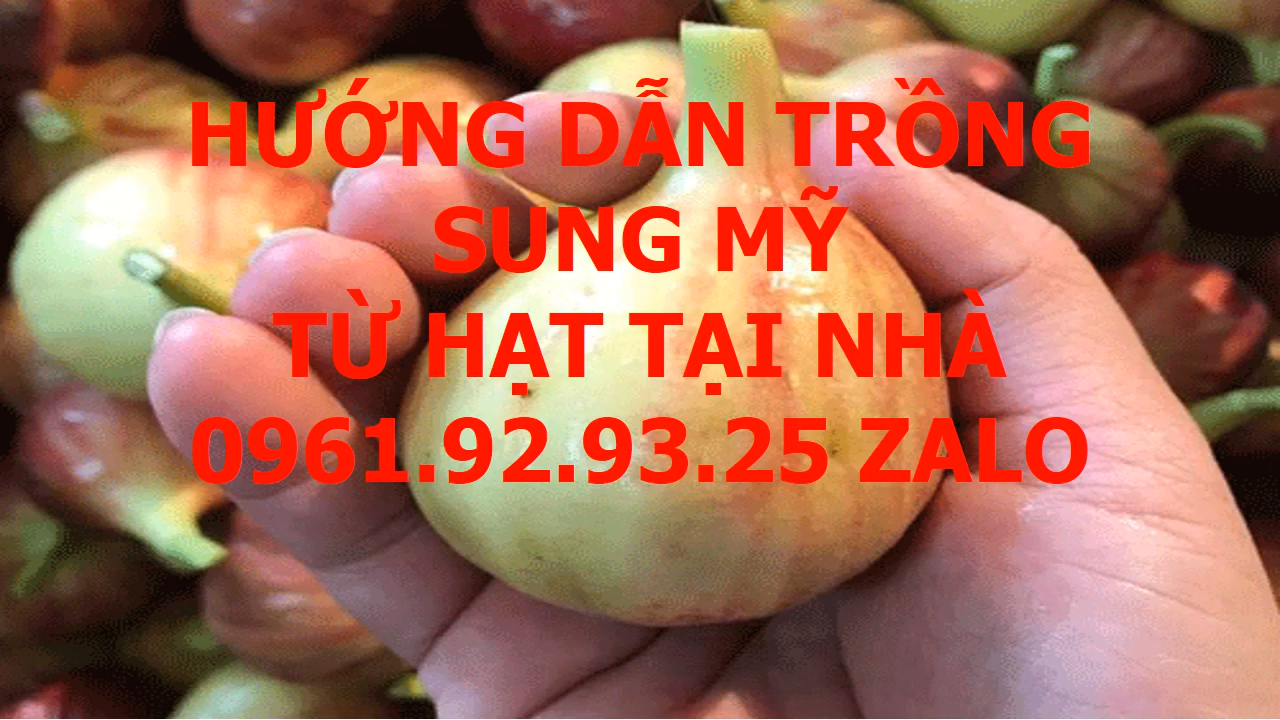 HƯỚNG DẪN TRỒNG
SUNG MỸ
TỪ HẠT TẠI NHÀ
0961.92.93.25 ZALO